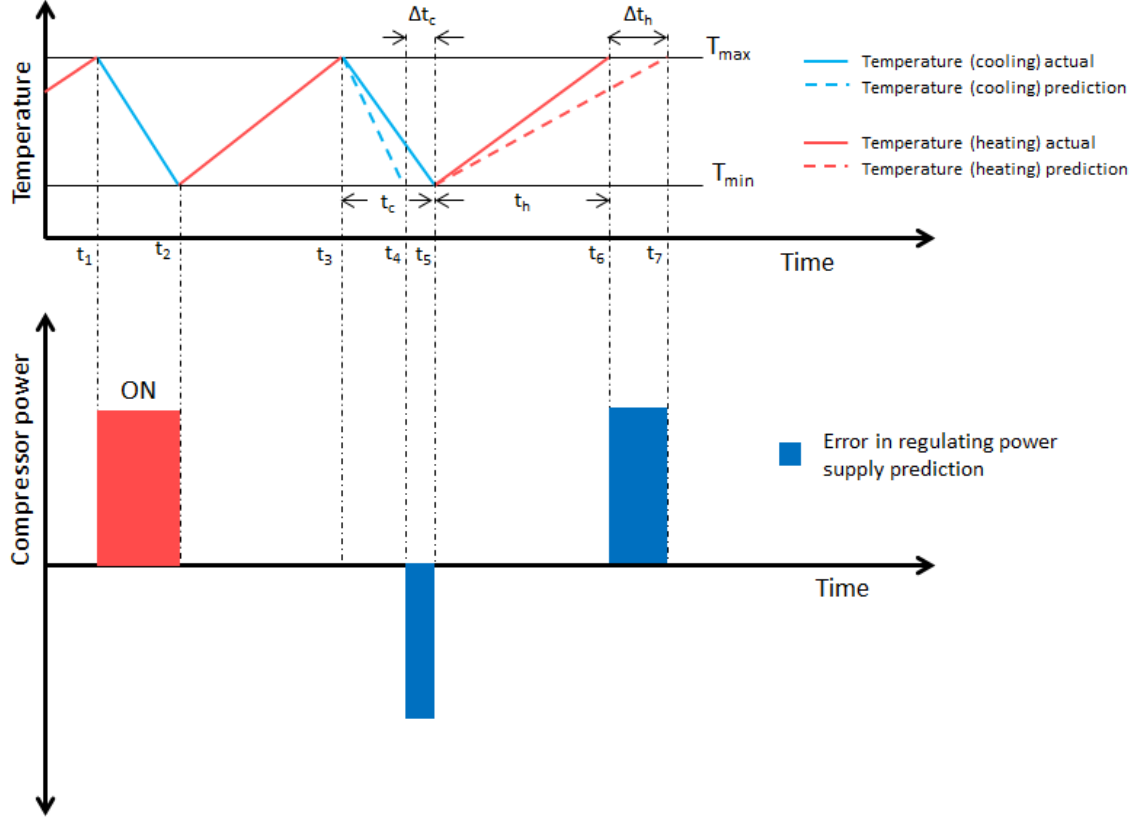 Δt_c
Δt_h
T_max
Temperature (cooling) actual
Temperature (cooling) prediction
Temperature (heating) actual
Temperature (heating) prediction
Temperature
T_min
t_c
t_h
t_1
t_2
t_3
t_4
t_5
t_6
t_7
Time
ON
Compressor power
Error in regulating power
supply prediction
Time